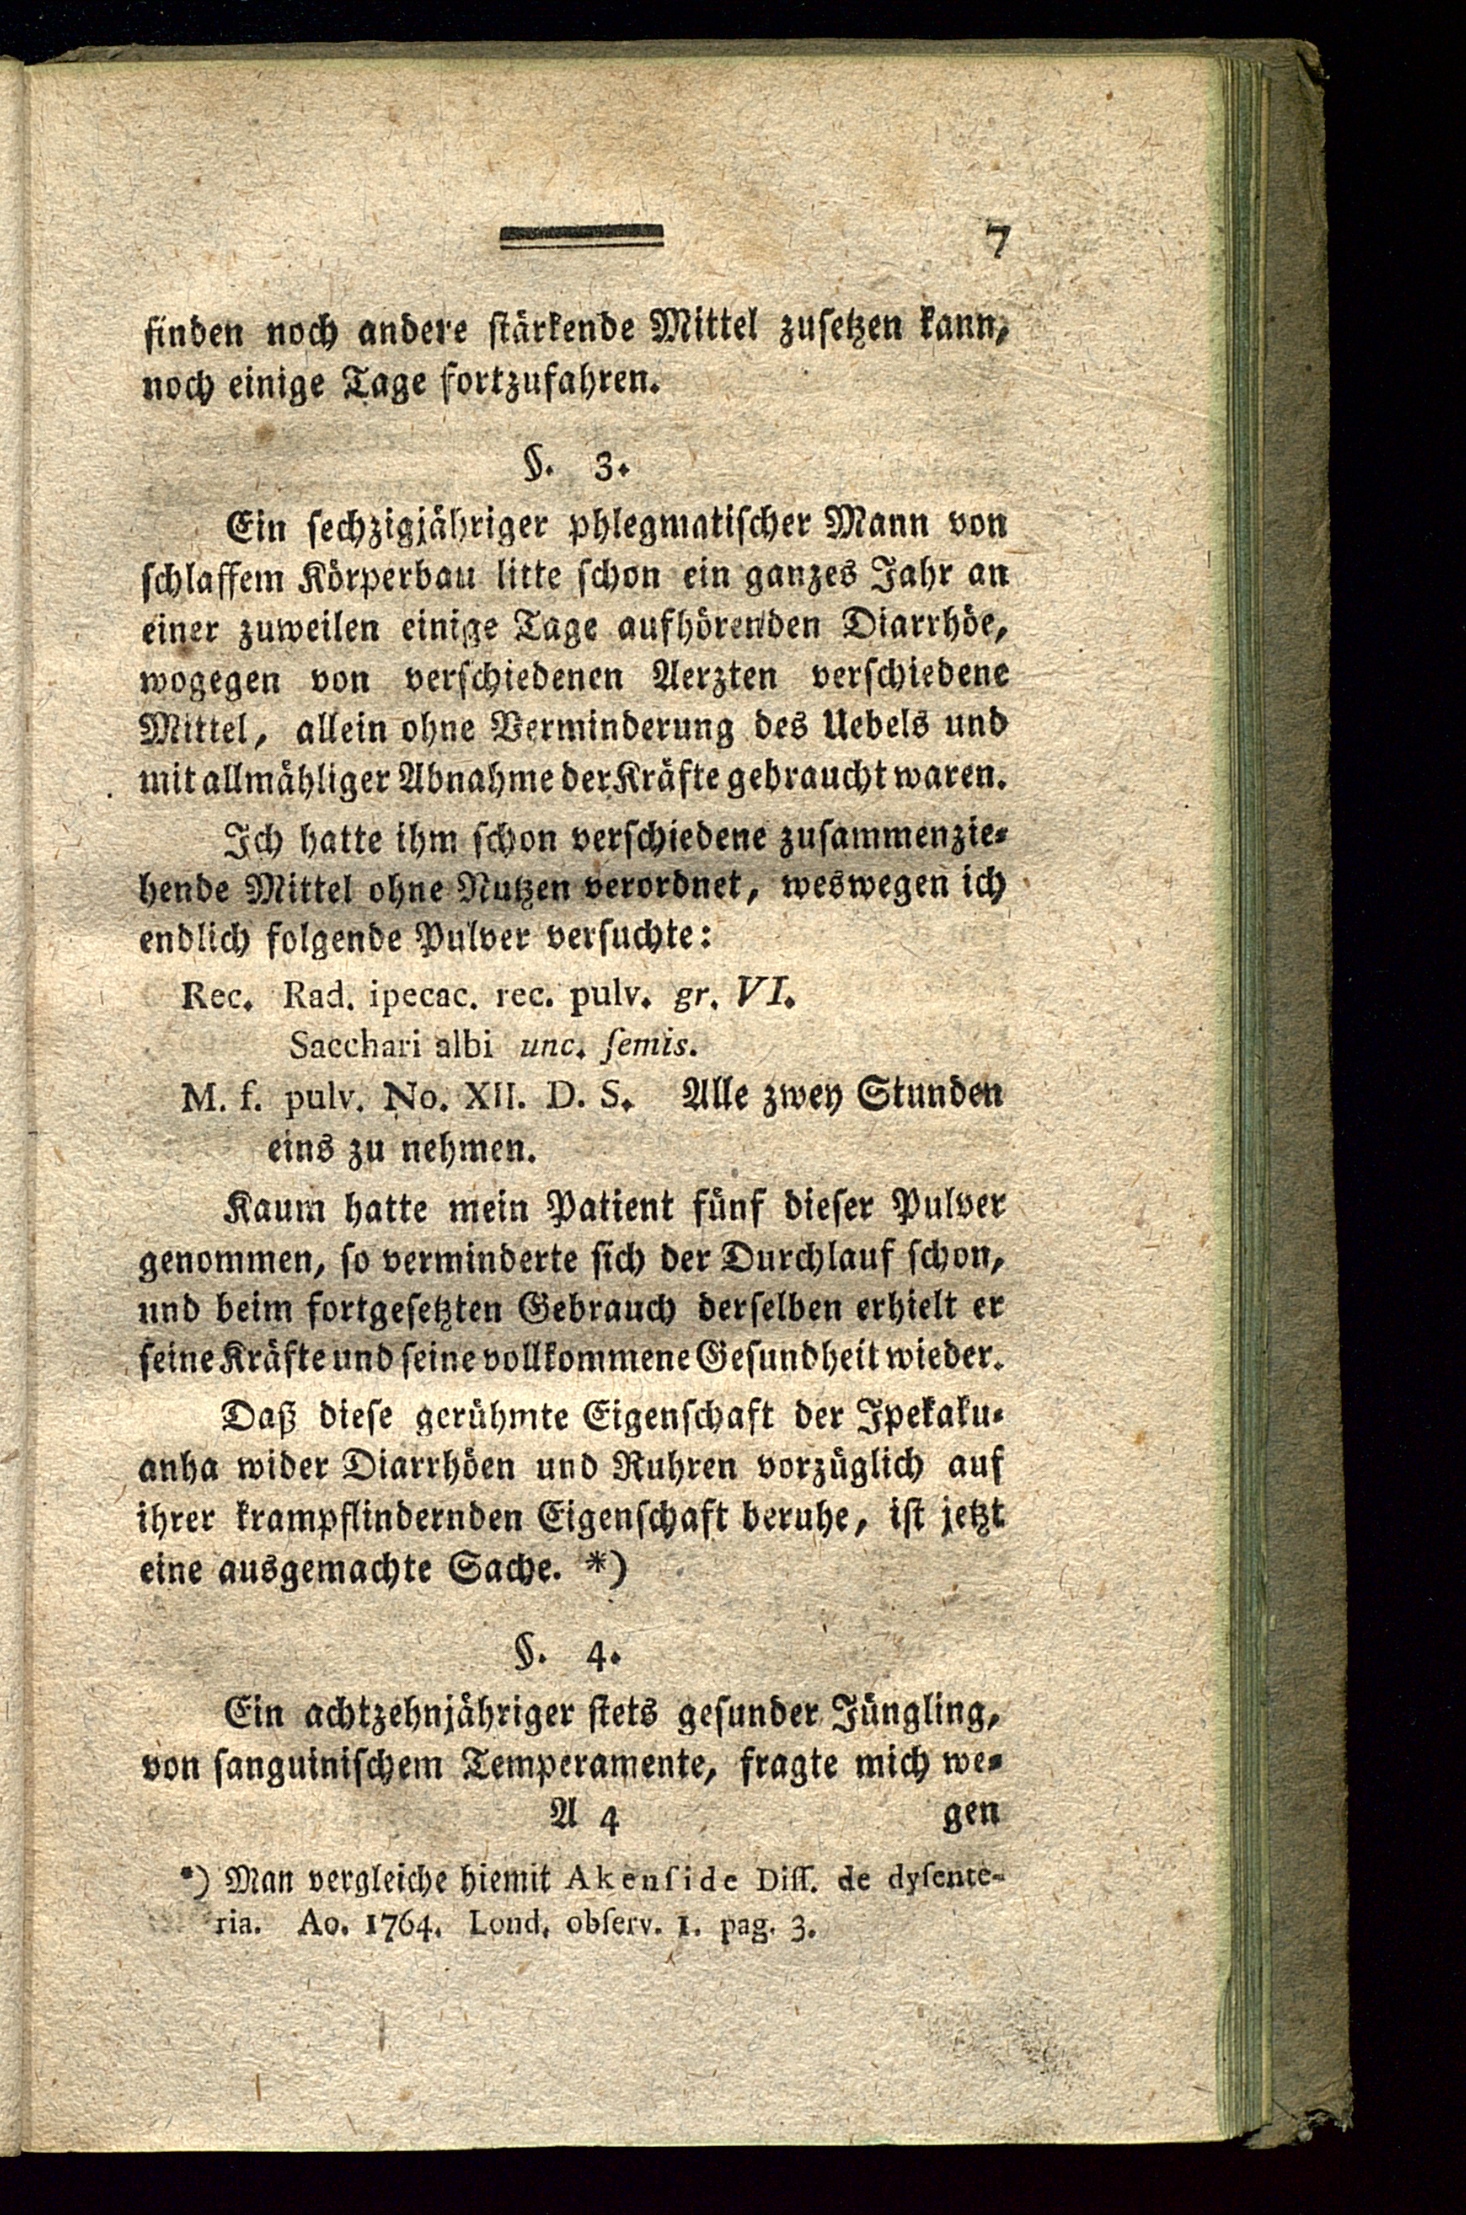 7
finden noch andere stärkende Mittel zusetzen kann,
noch einige Tage fortzufahren.
§. 3.
Ein sechzigjähriger phlegmatischer Mann von
schlaffem Körperbau litte schon ein ganzes Jahr an
einer zuweilen einige Tage aufhörenden Diarrhöe,
wogegen von verschiedenen Aerzten verschiedene
Mittel, allein ohne Verminderung des Uebels und
mit allmähliger Abnahme der Kräfte gebraucht waren.
Ich hatte ihm schon verschiedene zusammenzie-
hende Mittel ohne Nutzen verordnet, weswegen ich
endlich folgende Pulver versuchte:
Rec. Rad. ipecac. rec. pulv. gr. VI.
Sacchari albi unc. ſemis.
M. f. pulv. No. XII. D. S. Alle zwey Stunden
eins zu nehmen.
Kaum hatte mein Patient fünf dieser Pulver
genommen, so verminderte sich der Durchlauf schon,
und beim fortgesetzten Gebrauch derselben erhielt er
seine Kräfte und seine vollkommene Gesundheit wieder.
Daß diese gerühmte Eigenschaft der Ipekaku-
anha wider Diarrhöen und Ruhren vorzüglich auf
ihrer krampflindernden Eigenschaft beruhe, ist jetzt
eine ausgemachte Sache. *)
§. 4.
Ein achtzehnjähriger stets gesunder Jüngling,
von sanguinischem Temperamente, fragte mich we-
A 4 gen
*) Man vergleiche hiemit Akenſide Diſſ. de dyſente-
ria. Ao. 1764. Lond. obſerv. 1. pag. 3.